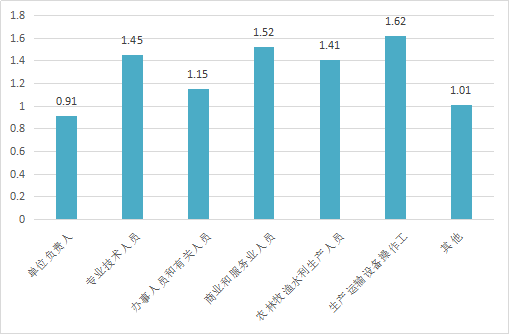 1.8
1.6
1.4
1.2
1
0.8
0.6
0.4
0.2
0
0.91
1.45
1.15
1.52
1.41
1.62
1.01
单位负责人
专业技术人员
办事人员和有关人员
商业和服务业人员
农林牧渔水利生产人员
生产运输设备操作工
其他